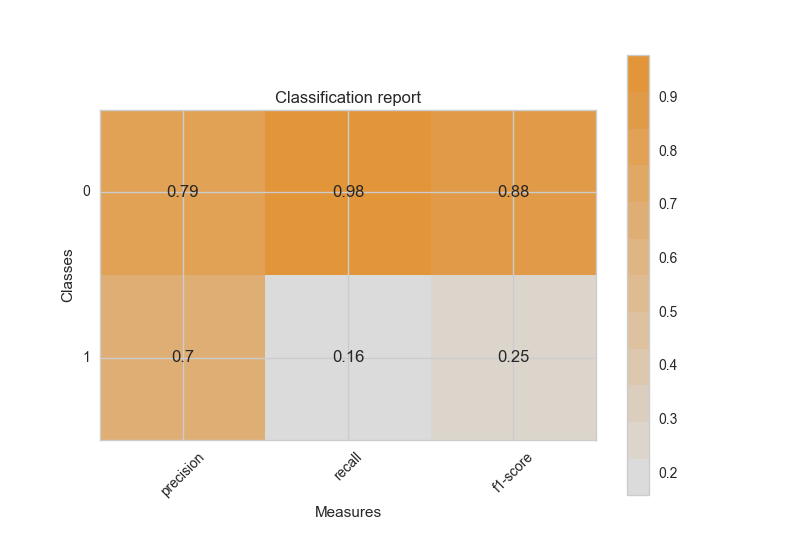 Classification report
0.9
0.8
0.7
0.6
0.5
0.4
0.3
0.2
0 0.79 0.98 0.88
1 0.7 0.16 0.25
Classes
precision recall f1-score
Measures